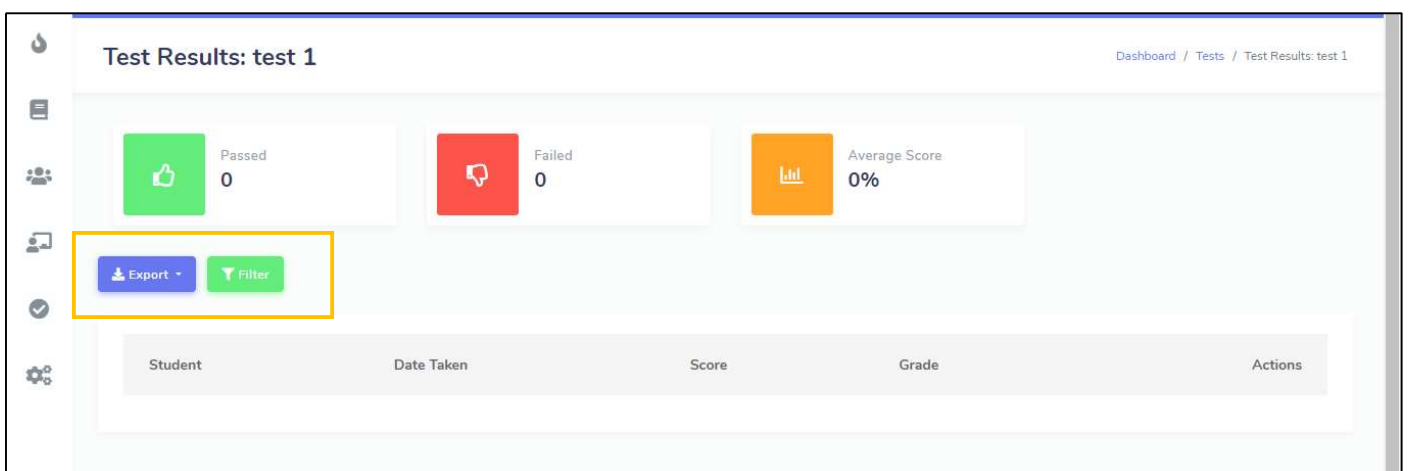 Test Results: test 1
Dashboard / Tests / Test Results: test 1
Passed
0
Failed
0
Average Score
0%
Export
Filter
Student Date Taken Score Grade Actions